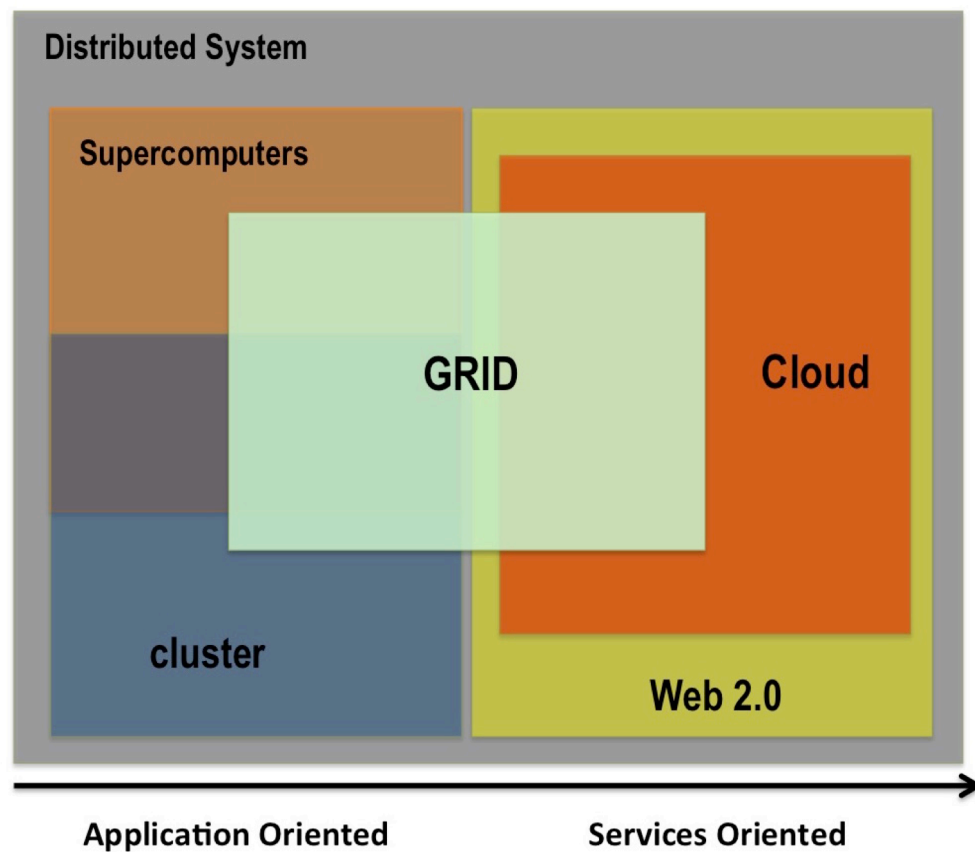 Distributed System
Supercomputers
GRID
Cloud
cluster
Web 2.0
Application Oriented
Services Oriented